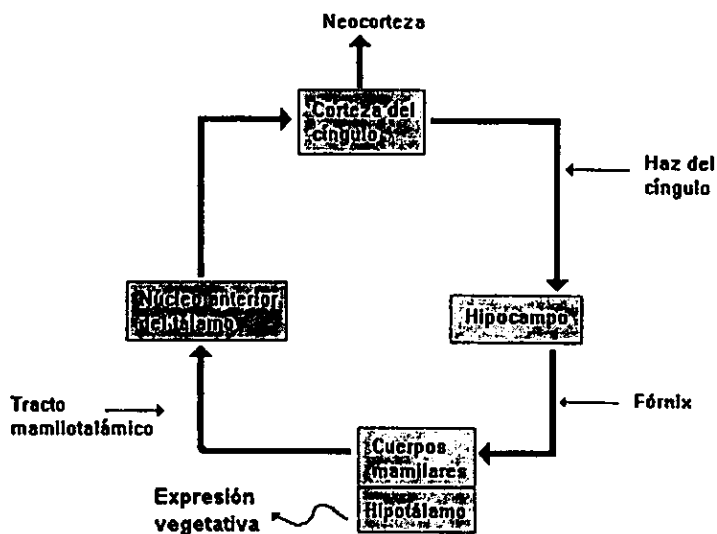 Neocorteza
Corteza del
cíngulo
Haz del
cíngulo
Núcleo anterior
del tálamo
Hipocampo
Tracto
mamilotalámico
Fórnix
Cuerpos
mamilares
Hipotálamo
Expresión
vegetativa